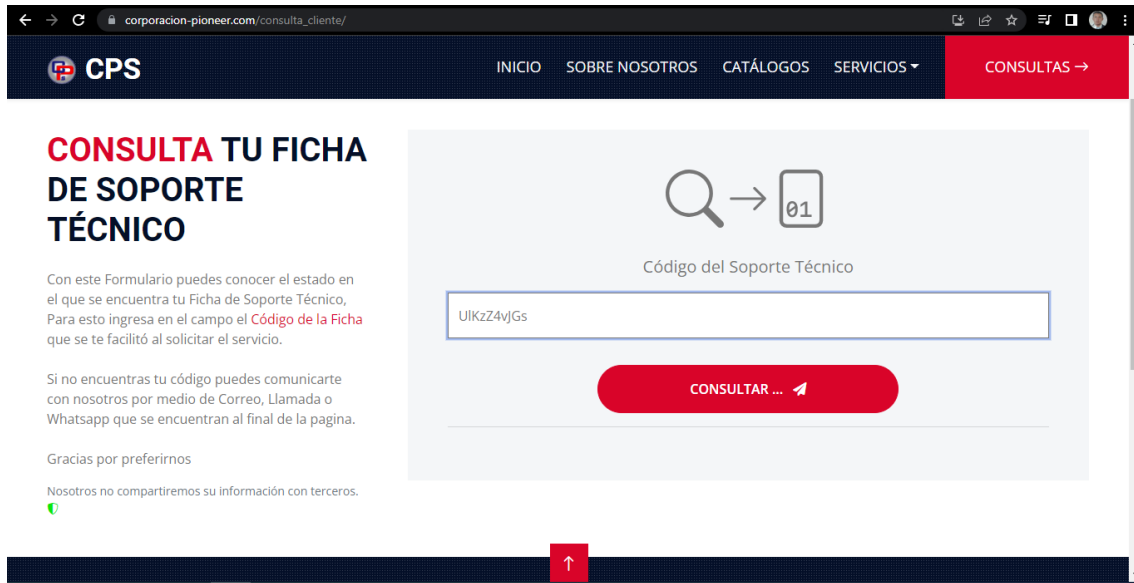 corporacion-pioneer.com/consulta_cliente/
CPS
INICIO SOBRE NOSOTROS CATÁLOGOS SERVICIOS CONSULTAS →
CONSULTA TU FICHA
DE SOPORTE
TÉCNICO
Con este Formulario puedes conocer el estado en
el que se encuentra tu Ficha de Soporte Técnico,
Para esto ingresa en el campo el Código de la Ficha
que se te facilitó al solicitar el servicio.
Si no encuentras tu código puedes comunicarte
con nosotros por medio de Correo, Llamada o
Whatsapp que se encuentran al final de la pagina.
Gracias por preferirnos
Nosotros no compartiremos su información con terceros.
01
Código del Soporte Técnico
UlKzZ4vJGs
CONSULTAR ...